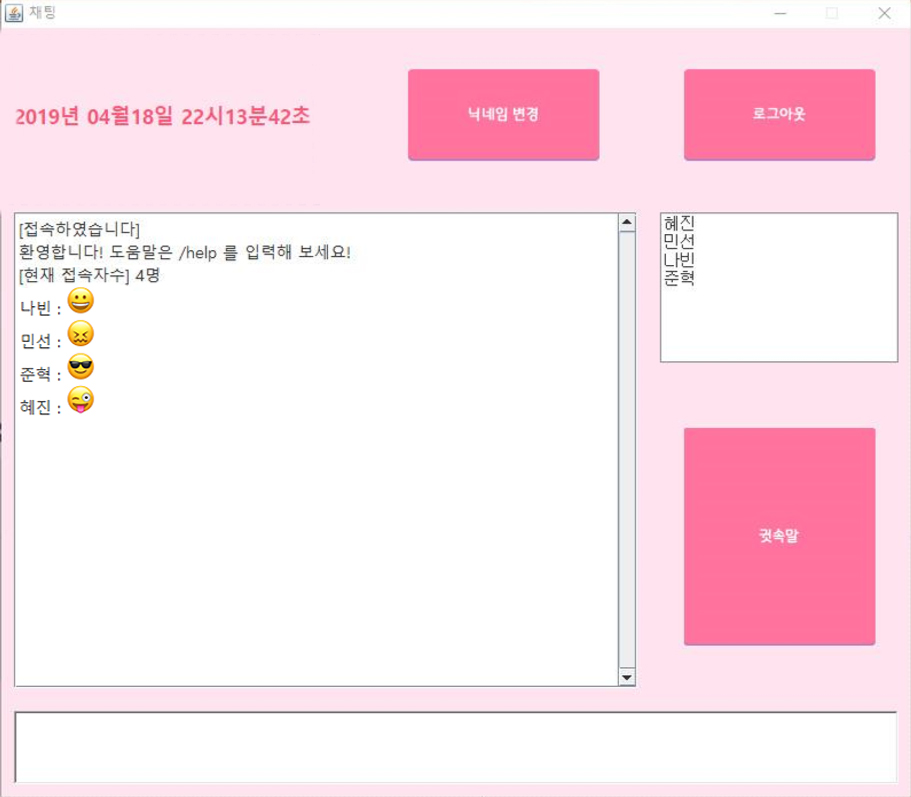 채팅
2019년 04월18일 22시13분42초
닉네임 변경
로그아웃
[접속하였습니다]
환영합니다! 도움말은 /help 를 입력해 보세요!
[현재 접속자수] 4명
나빈 : 😀
민선 : 😖
준혁 : 😎
혜진 : 😜
혜진
민선
나빈
준혁
귓속말